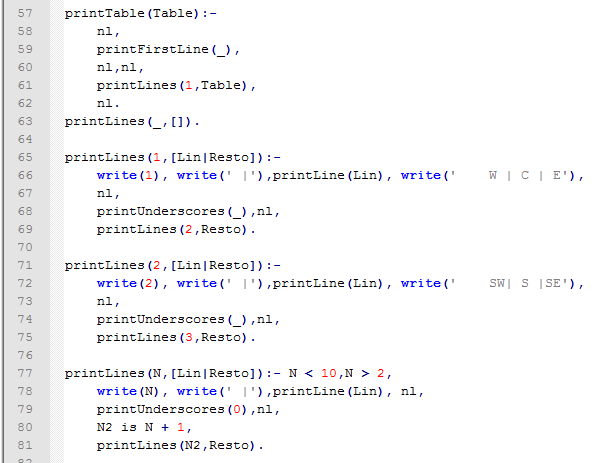 57 printTable(Table):-
58     nl,
59     printFirstLine(_),
60     nl,nl,
61     printLines(1,Table),
62     nl.
63 printLines(_,[]).
64
65 printLines(1,[Lin|Resto]):-
66     write(1), write(' |'),printLine(Lin), write('    W | C | E'),
67     nl,
68     printUnderscores(_),nl,
69     printLines(2,Resto).
70
71 printLines(2,[Lin|Resto]):-
72     write(2), write(' |'),printLine(Lin), write('    SW| S |SE'),
73     nl,
74     printUnderscores(_),nl,
75     printLines(3,Resto).
76
77 printLines(N,[Lin|Resto]):- N < 10,N > 2,
78     write(N), write(' |'),printLine(Lin), nl,
79     printUnderscores(0),nl,
80     N2 is N + 1,
81     printLines(N2,Resto).